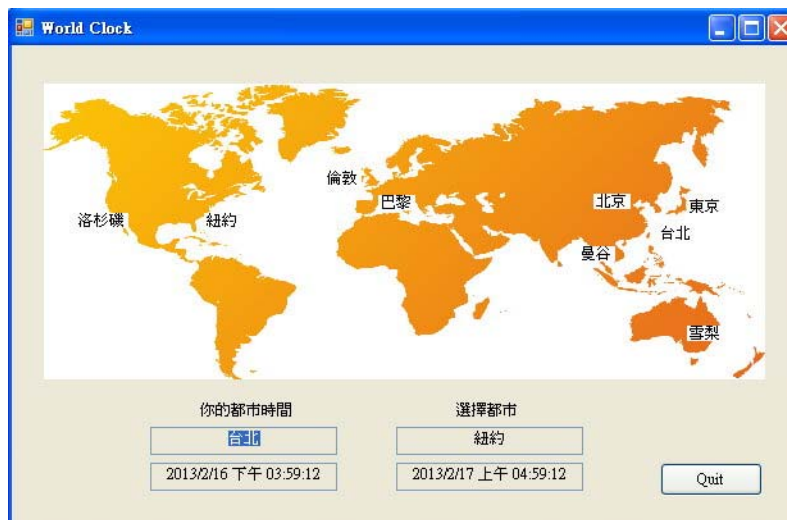 World Clock
倫敦
巴黎
北京
東京
洛杉磯
紐約
台北
曼谷
雪梨
你的都市時間
選擇都市
台北
紐約
2013/2/16 下午 03:59:12
2013/2/17 上午 04:59:12
Quit